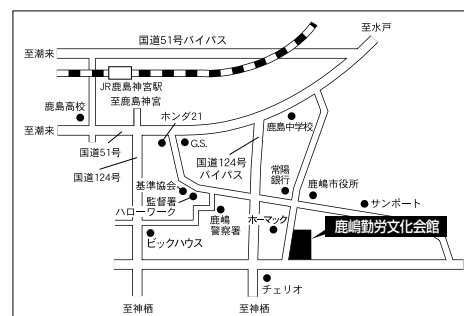 至水戸
国道51号バイパス
至潮来
JR鹿島神宮駅
至鹿島神宮
鹿島高校
ホンダ21
至潮来
G.S.
鹿島中学校
国道51号
国道124号
バイパス
国道124号
常陽
銀行
鹿嶋市役所
基準協会
監督署
サンポート
ハローワーク
鹿嶋
警察署
ホーマック
鹿嶋勤労文化会館
ビックハウス
チェリオ
至神栖
至神栖